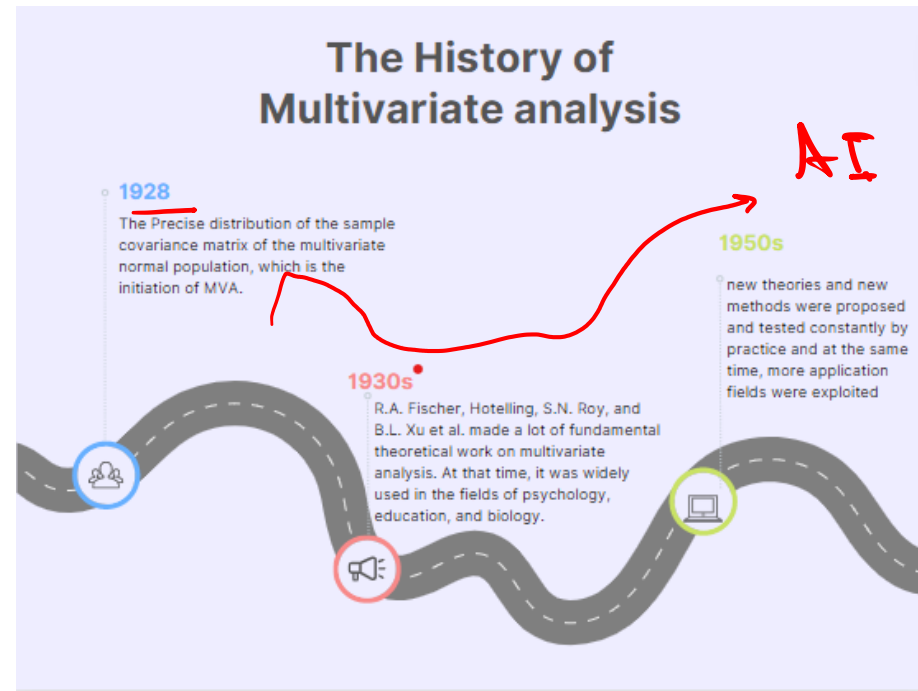 The History of
Multivariate analysis
AI
1928
The Precise distribution of the sample
covariance matrix of the multivariate
normal population, which is the
initiation of MVA.
1930s
R.A. Fischer, Hotelling, S.N. Roy, and
B.L. Xu et al. made a lot of fundamental
theoretical work on multivariate
analysis. At that time, it was widely
used in the fields of psychology,
education, and biology.
1950s
new theories and new
methods were proposed
and tested constantly by
practice and at the same
time, more application
fields were exploited